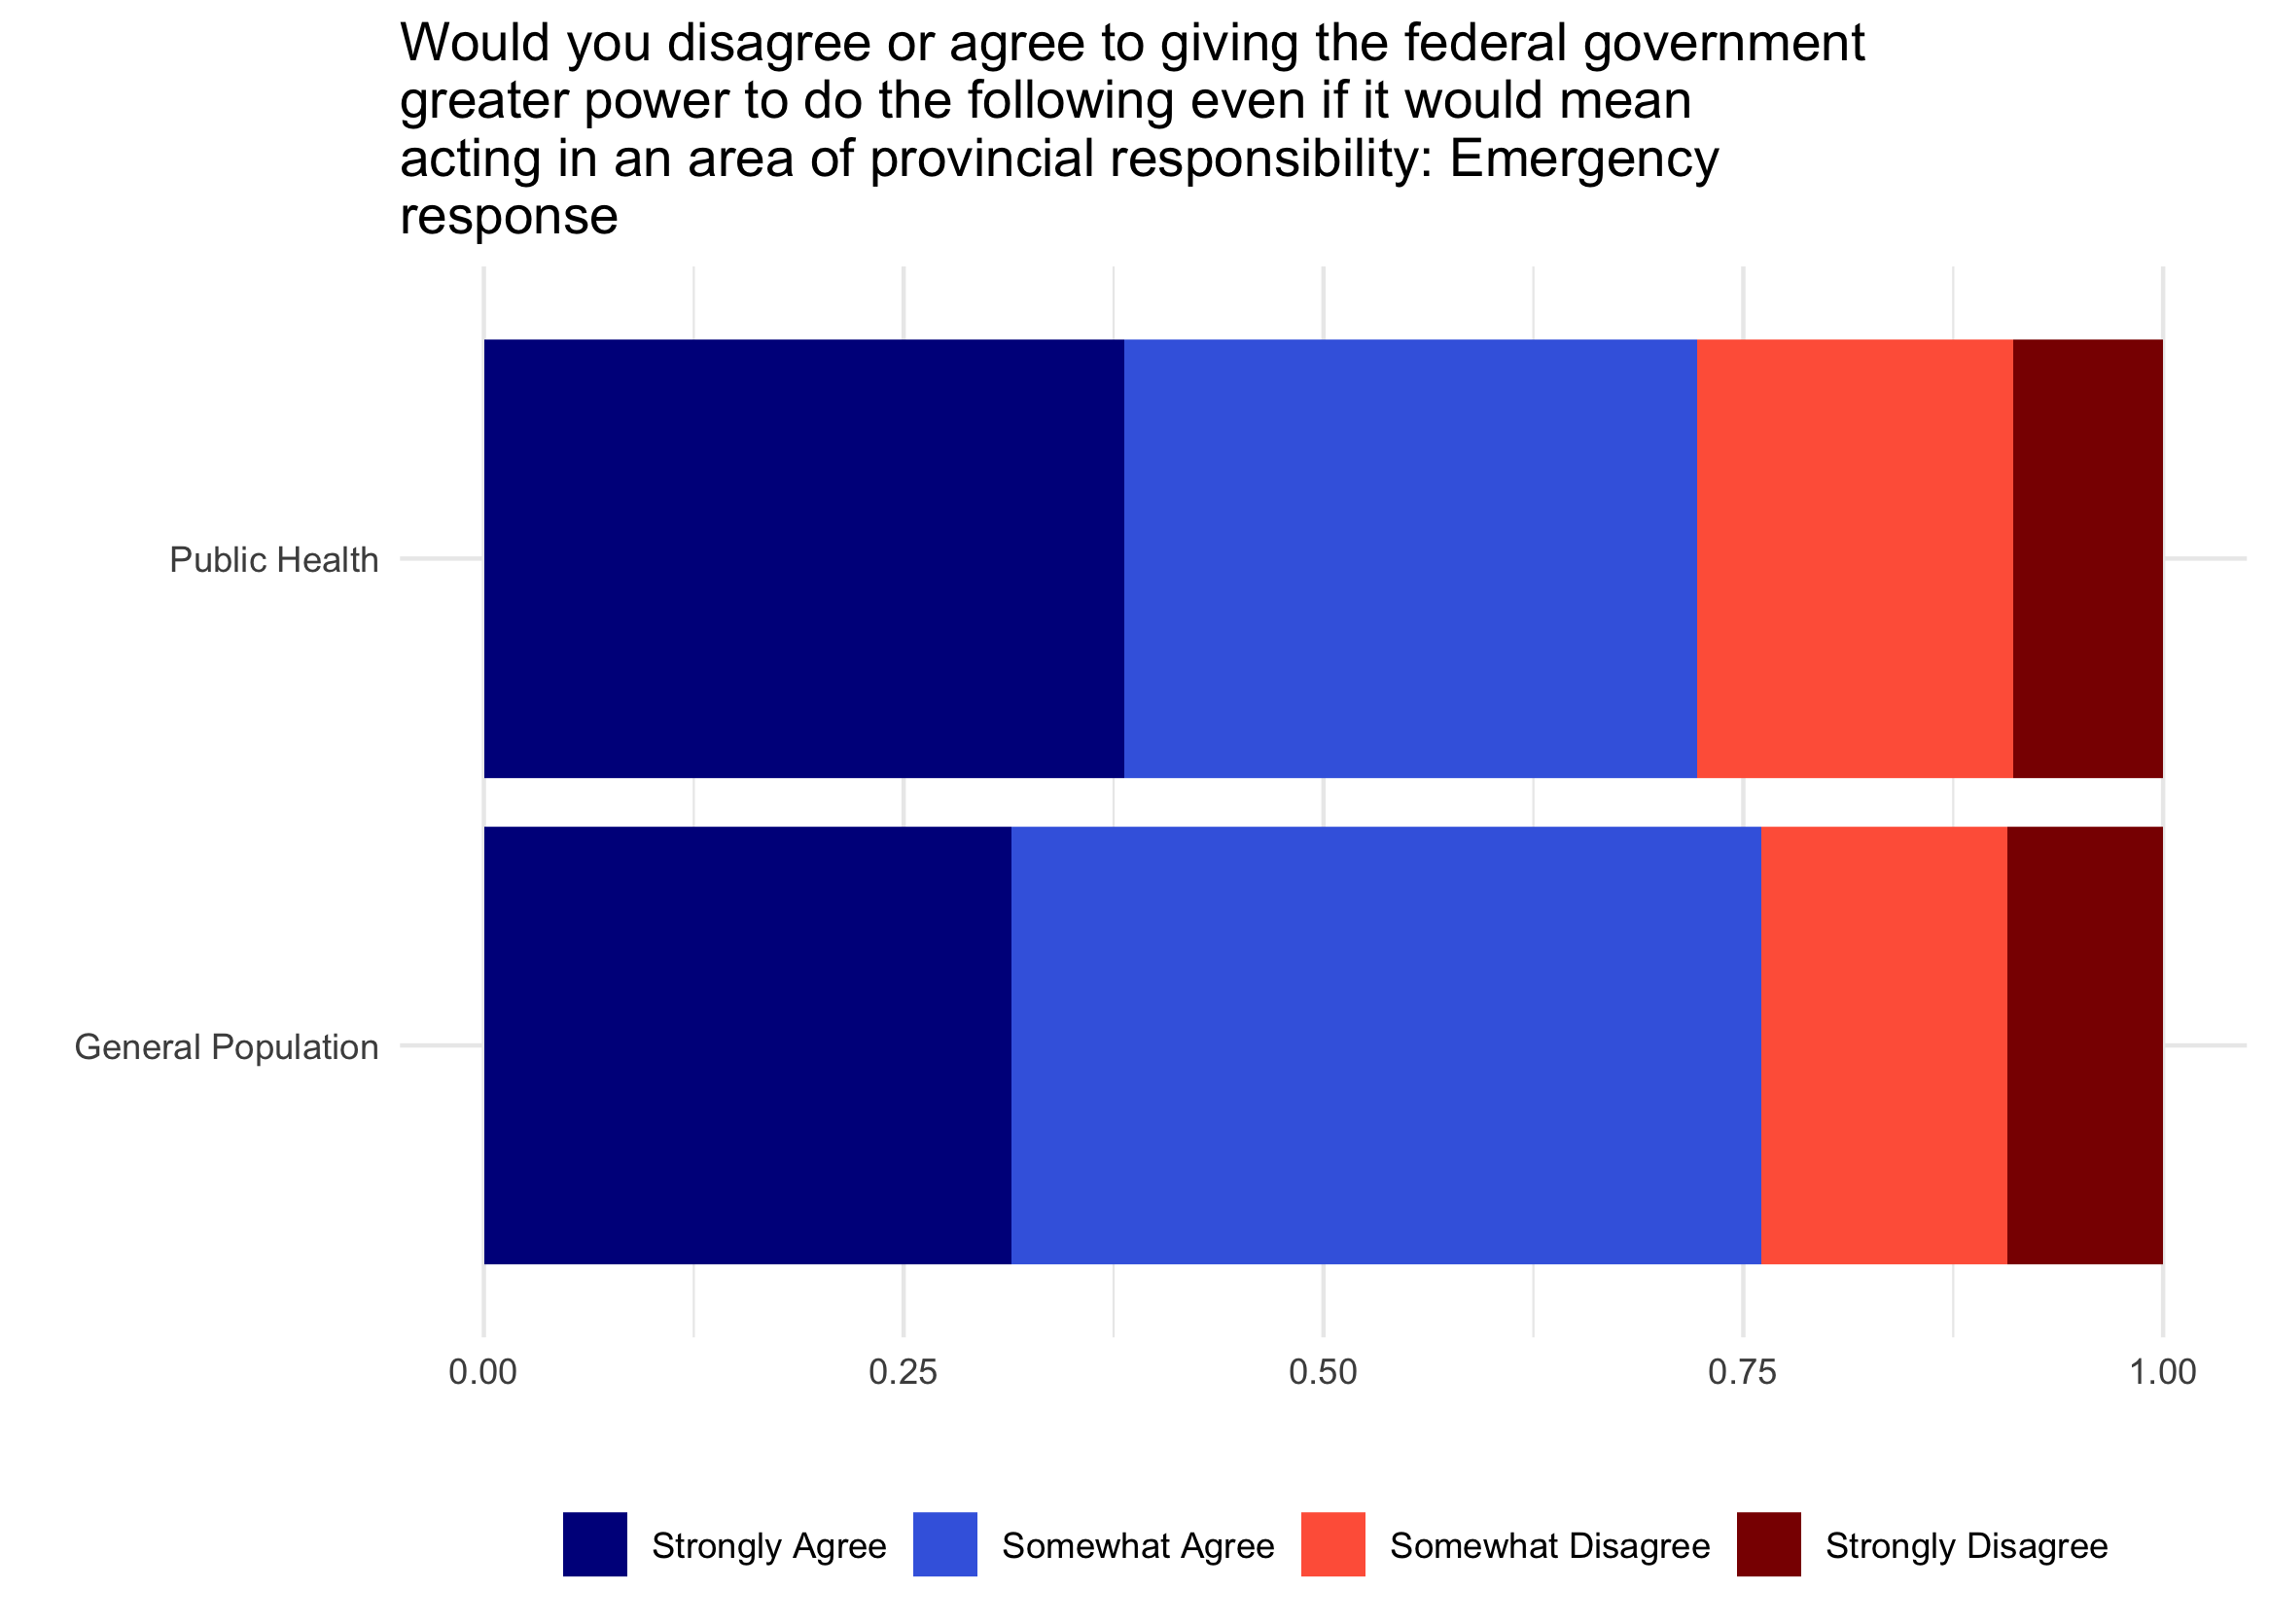 Would you disagree or agree to giving the federal government
greater power to do the following even if it would mean
acting in an area of provincial responsibility: Emergency
response
Public Health
General Population
0.00 0.25 0.50 0.75 1.00
Strongly Agree Somewhat Agree Somewhat Disagree Strongly Disagree